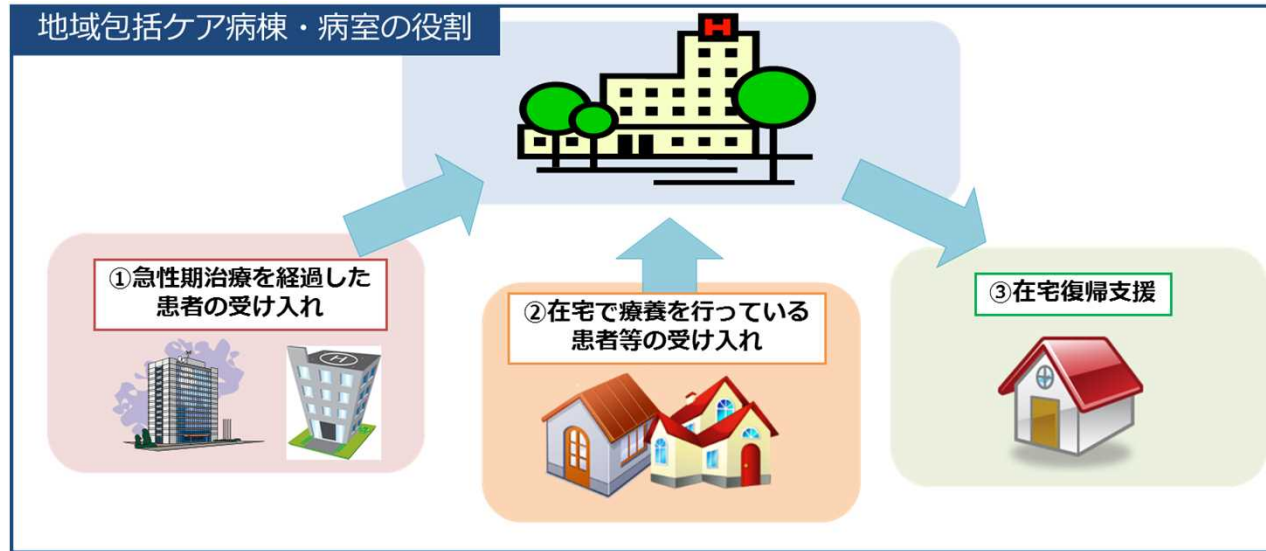 地域包括ケア病棟・病室の役割
H
①急性期治療を経過した
患者の受け入れ
H
②在宅で療養を行っている
患者等の受け入れ
③在宅復帰支援